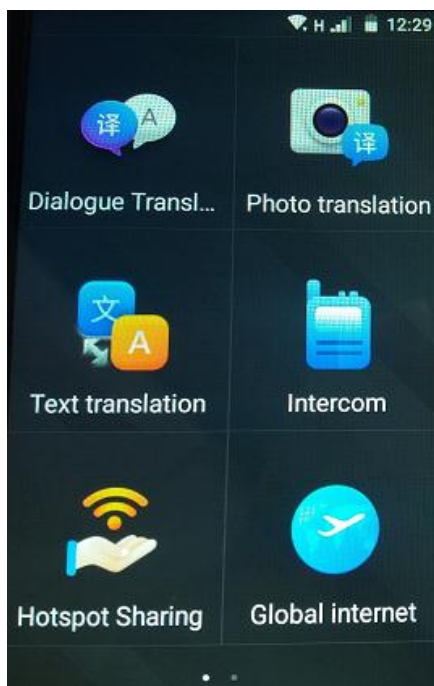 H 12:29
译 A
译
Dialogue Transl...
Photo translation
文
A
Text translation
Intercom
Hotspot Sharing
Global internet